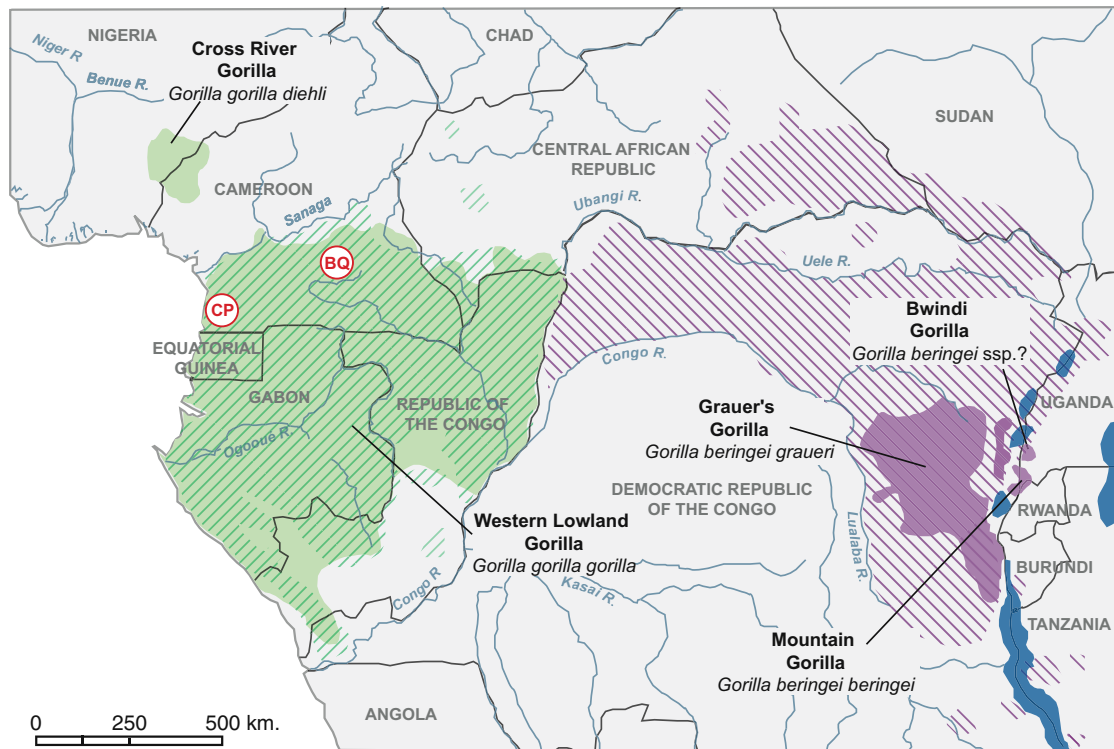 NIGERIA
CHAD
Niger R
Cross River
Gorilla
Gorilla gorilla diehli
Benue R.
SUDAN
CENTRAL AFRICAN
REPUBLIC
CAMEROON
Ubangi R.
Sanaga
BQ
Uele R.
CP
Bwindi
Gorilla
Gorilla beringei ssp.?
EQUATORIAL
GUINEA
Congo R.
GABON
REPUBLIC OF
THE CONGO
UGANDA
Grauer's
Gorilla
Gorilla beringei graueri
Ogooue R.
DEMOCRATIC REPUBLIC
OF THE CONGO
RWANDA
Western Lowland
Gorilla
Gorilla gorilla gorilla
Lualaba R.
Congo R
Kasai R.
BURUNDI
TANZANIA
Mountain
Gorilla
Gorilla beringei beringei
ANGOLA
0 250 500 km.